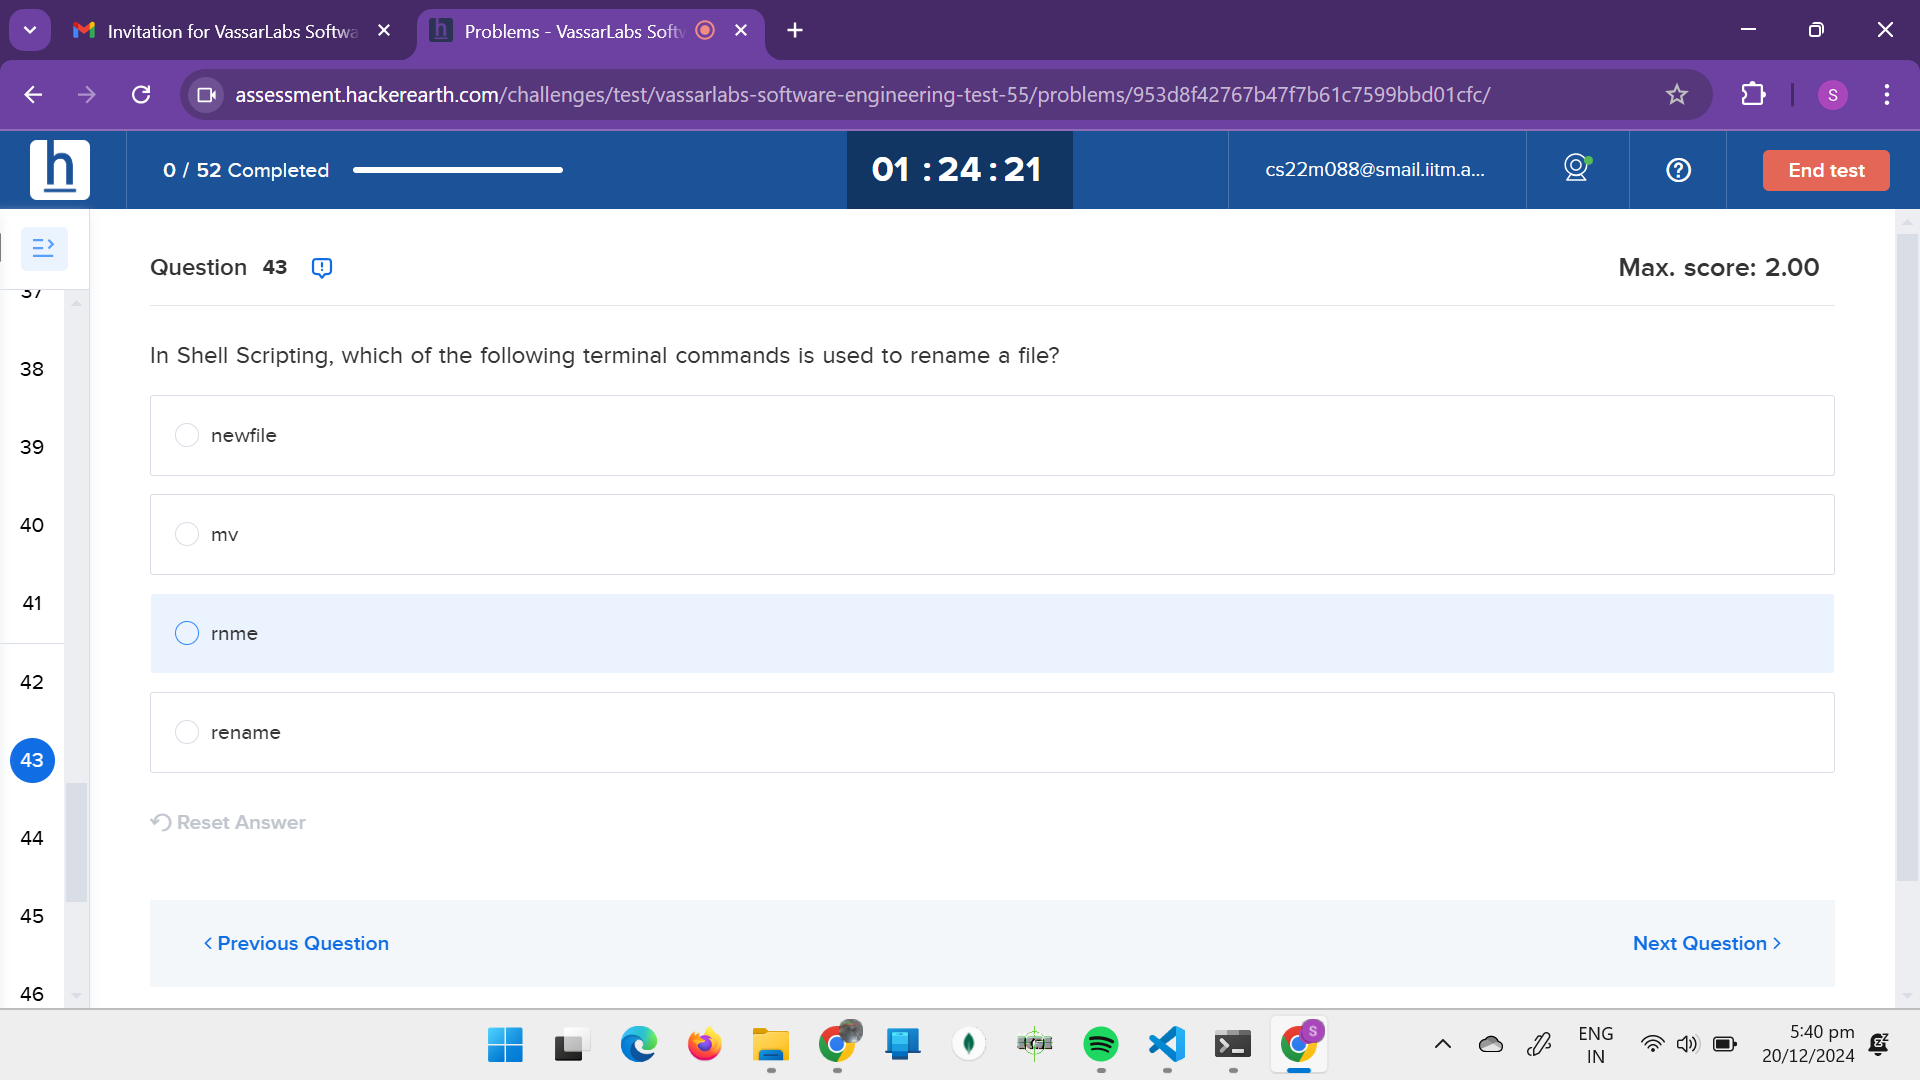 Invitation for VassarLabs Softwa
Problems - VassarLabs Softw
assessment.hackerearth.com/challenges/test/vassarlabs-software-engineering-test-55/problems/953d8f42767b47f7b61c7599bbd01cfc/
S
h
0 / 52 Completed
01 : 24 : 21
cs22m088@smail.iitm.a...
End test
Question 43
Max. score: 2.00
37
38
39
40
41
42
43
44
45
46
In Shell Scripting, which of the following terminal commands is used to rename a file?
newfile
mv
rnme
rename
Reset Answer
< Previous Question
Next Question >
S
ENG
IN
5:40 pm
20/12/2024